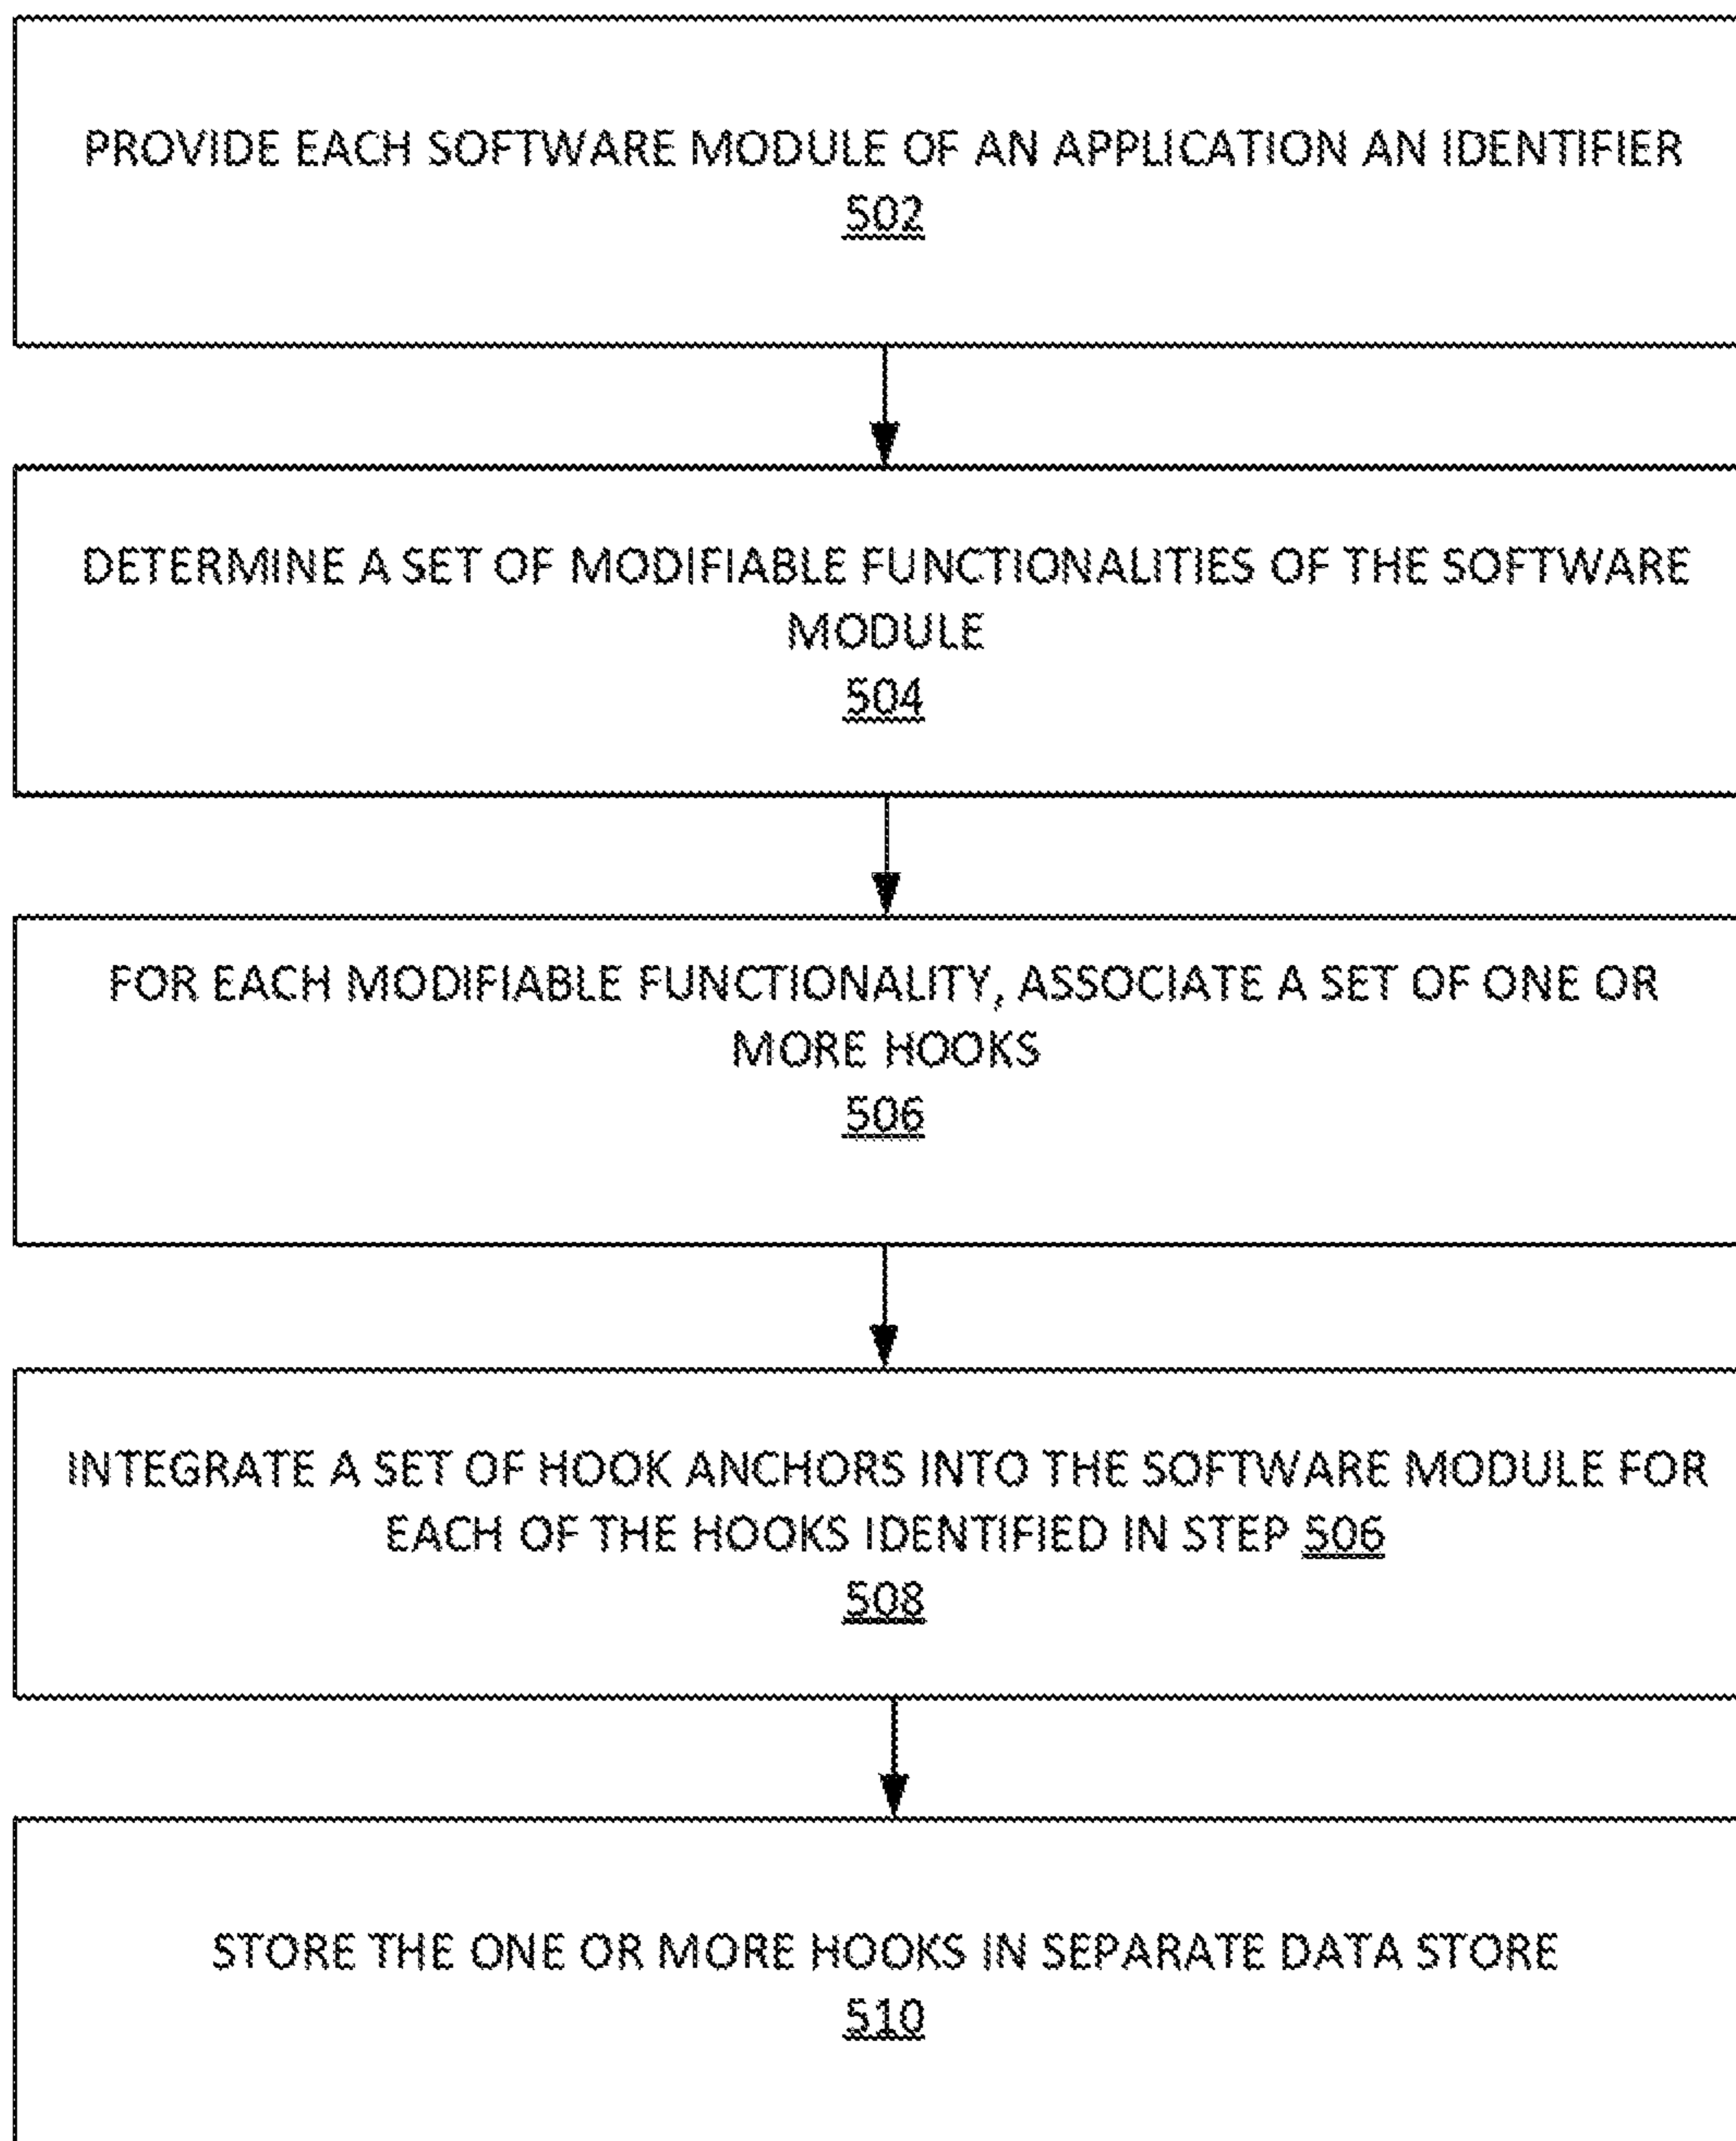 PROVIDE EACH SOFTWARE MODULE OF AN APPLICATION AN IDENTIFIER
502
DETERMINE A SET OF MODIFIABLE FUNCTIONALITIES OF THE SOFTWARE
MODULE
504
FOR EACH MODIFIABLE FUNCTIONALITY, ASSOCIATE A SET OF ONE OR
MORE HOOKS
506
INTEGRATE A SET OF HOOK ANCHORS INTO THE SOFTWARE MODULE FOR
EACH OF THE HOOKS IDENTIFIED IN STEP 506
508
STORE THE ONE OR MORE HOOKS IN SEPARATE DATA STORE
510